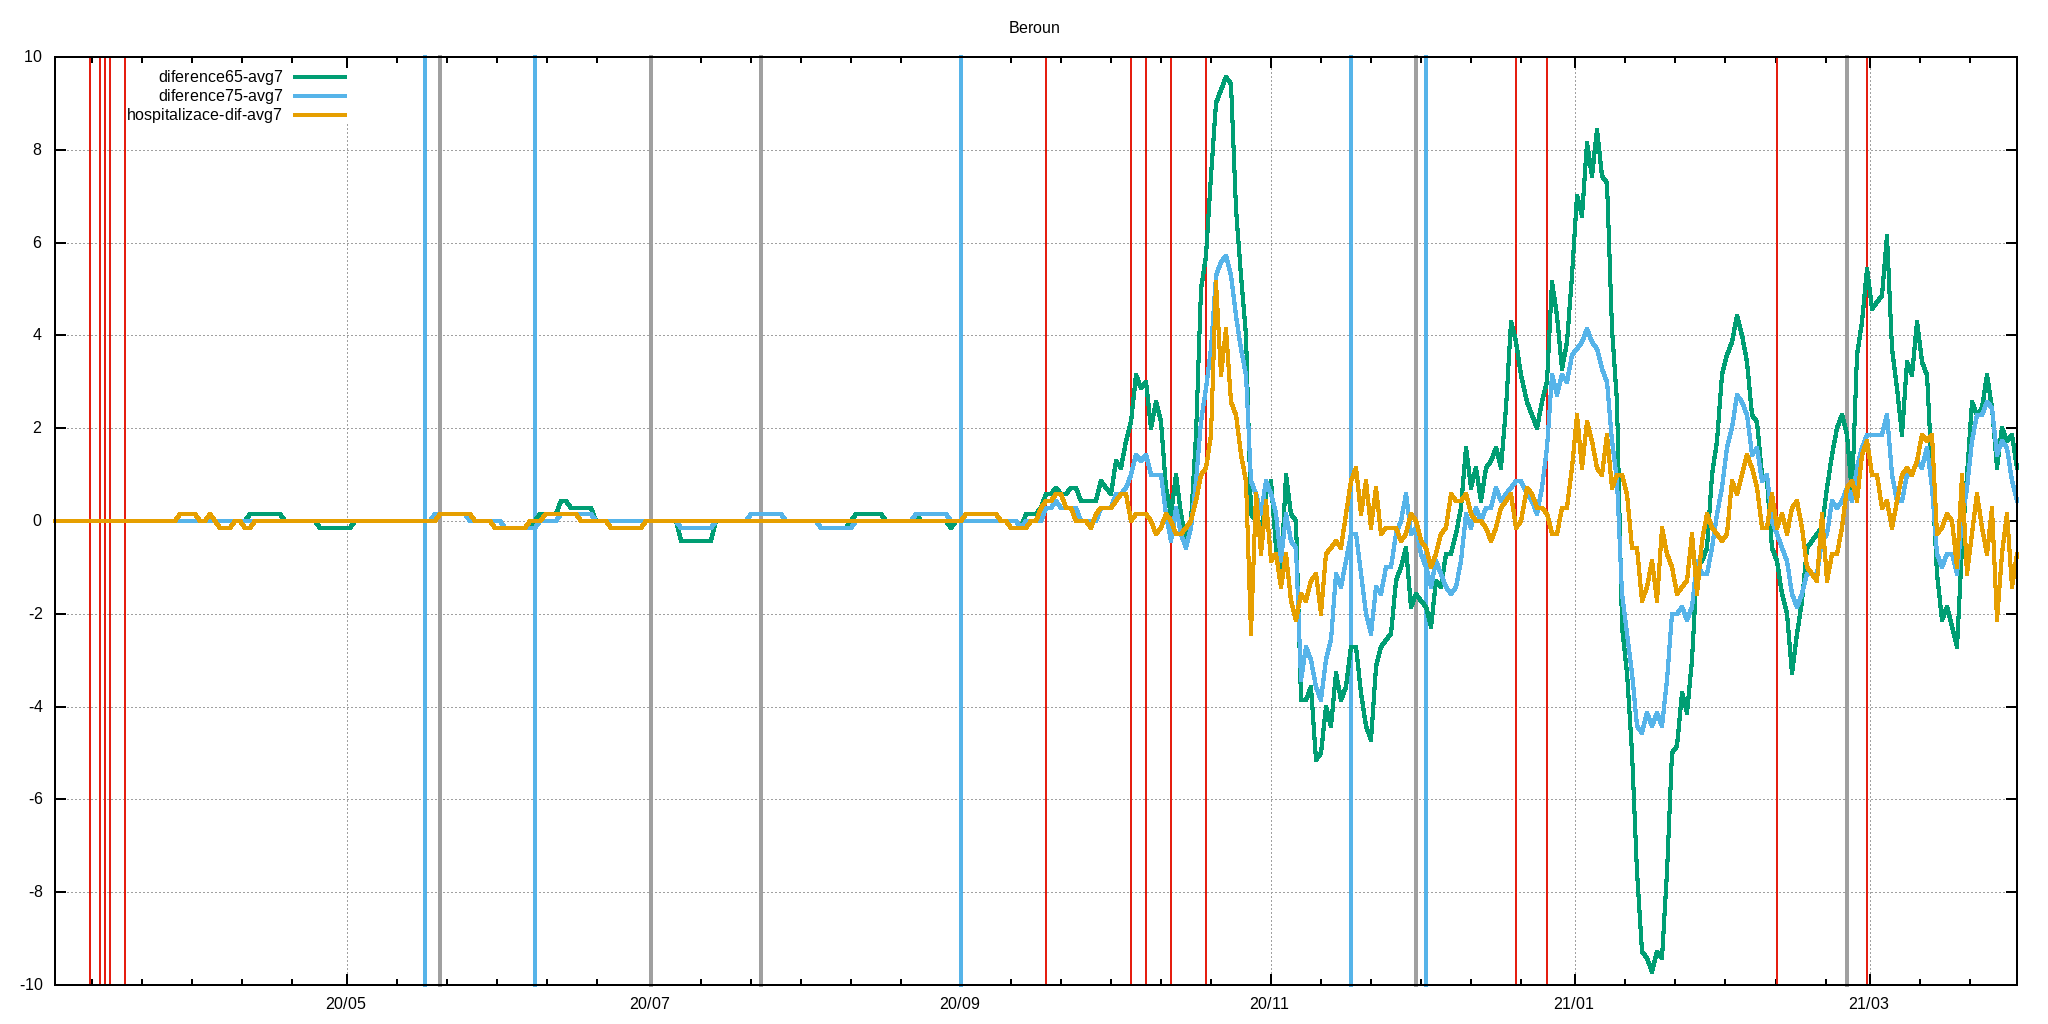 Beroun
10
diference65-avg7
diference75-avg7
hospitalizace-dif-avg7
8
6
4
2
0
-2
-4
-6
-8
-10
20/05 20/07 20/09 20/11 21/01 21/03